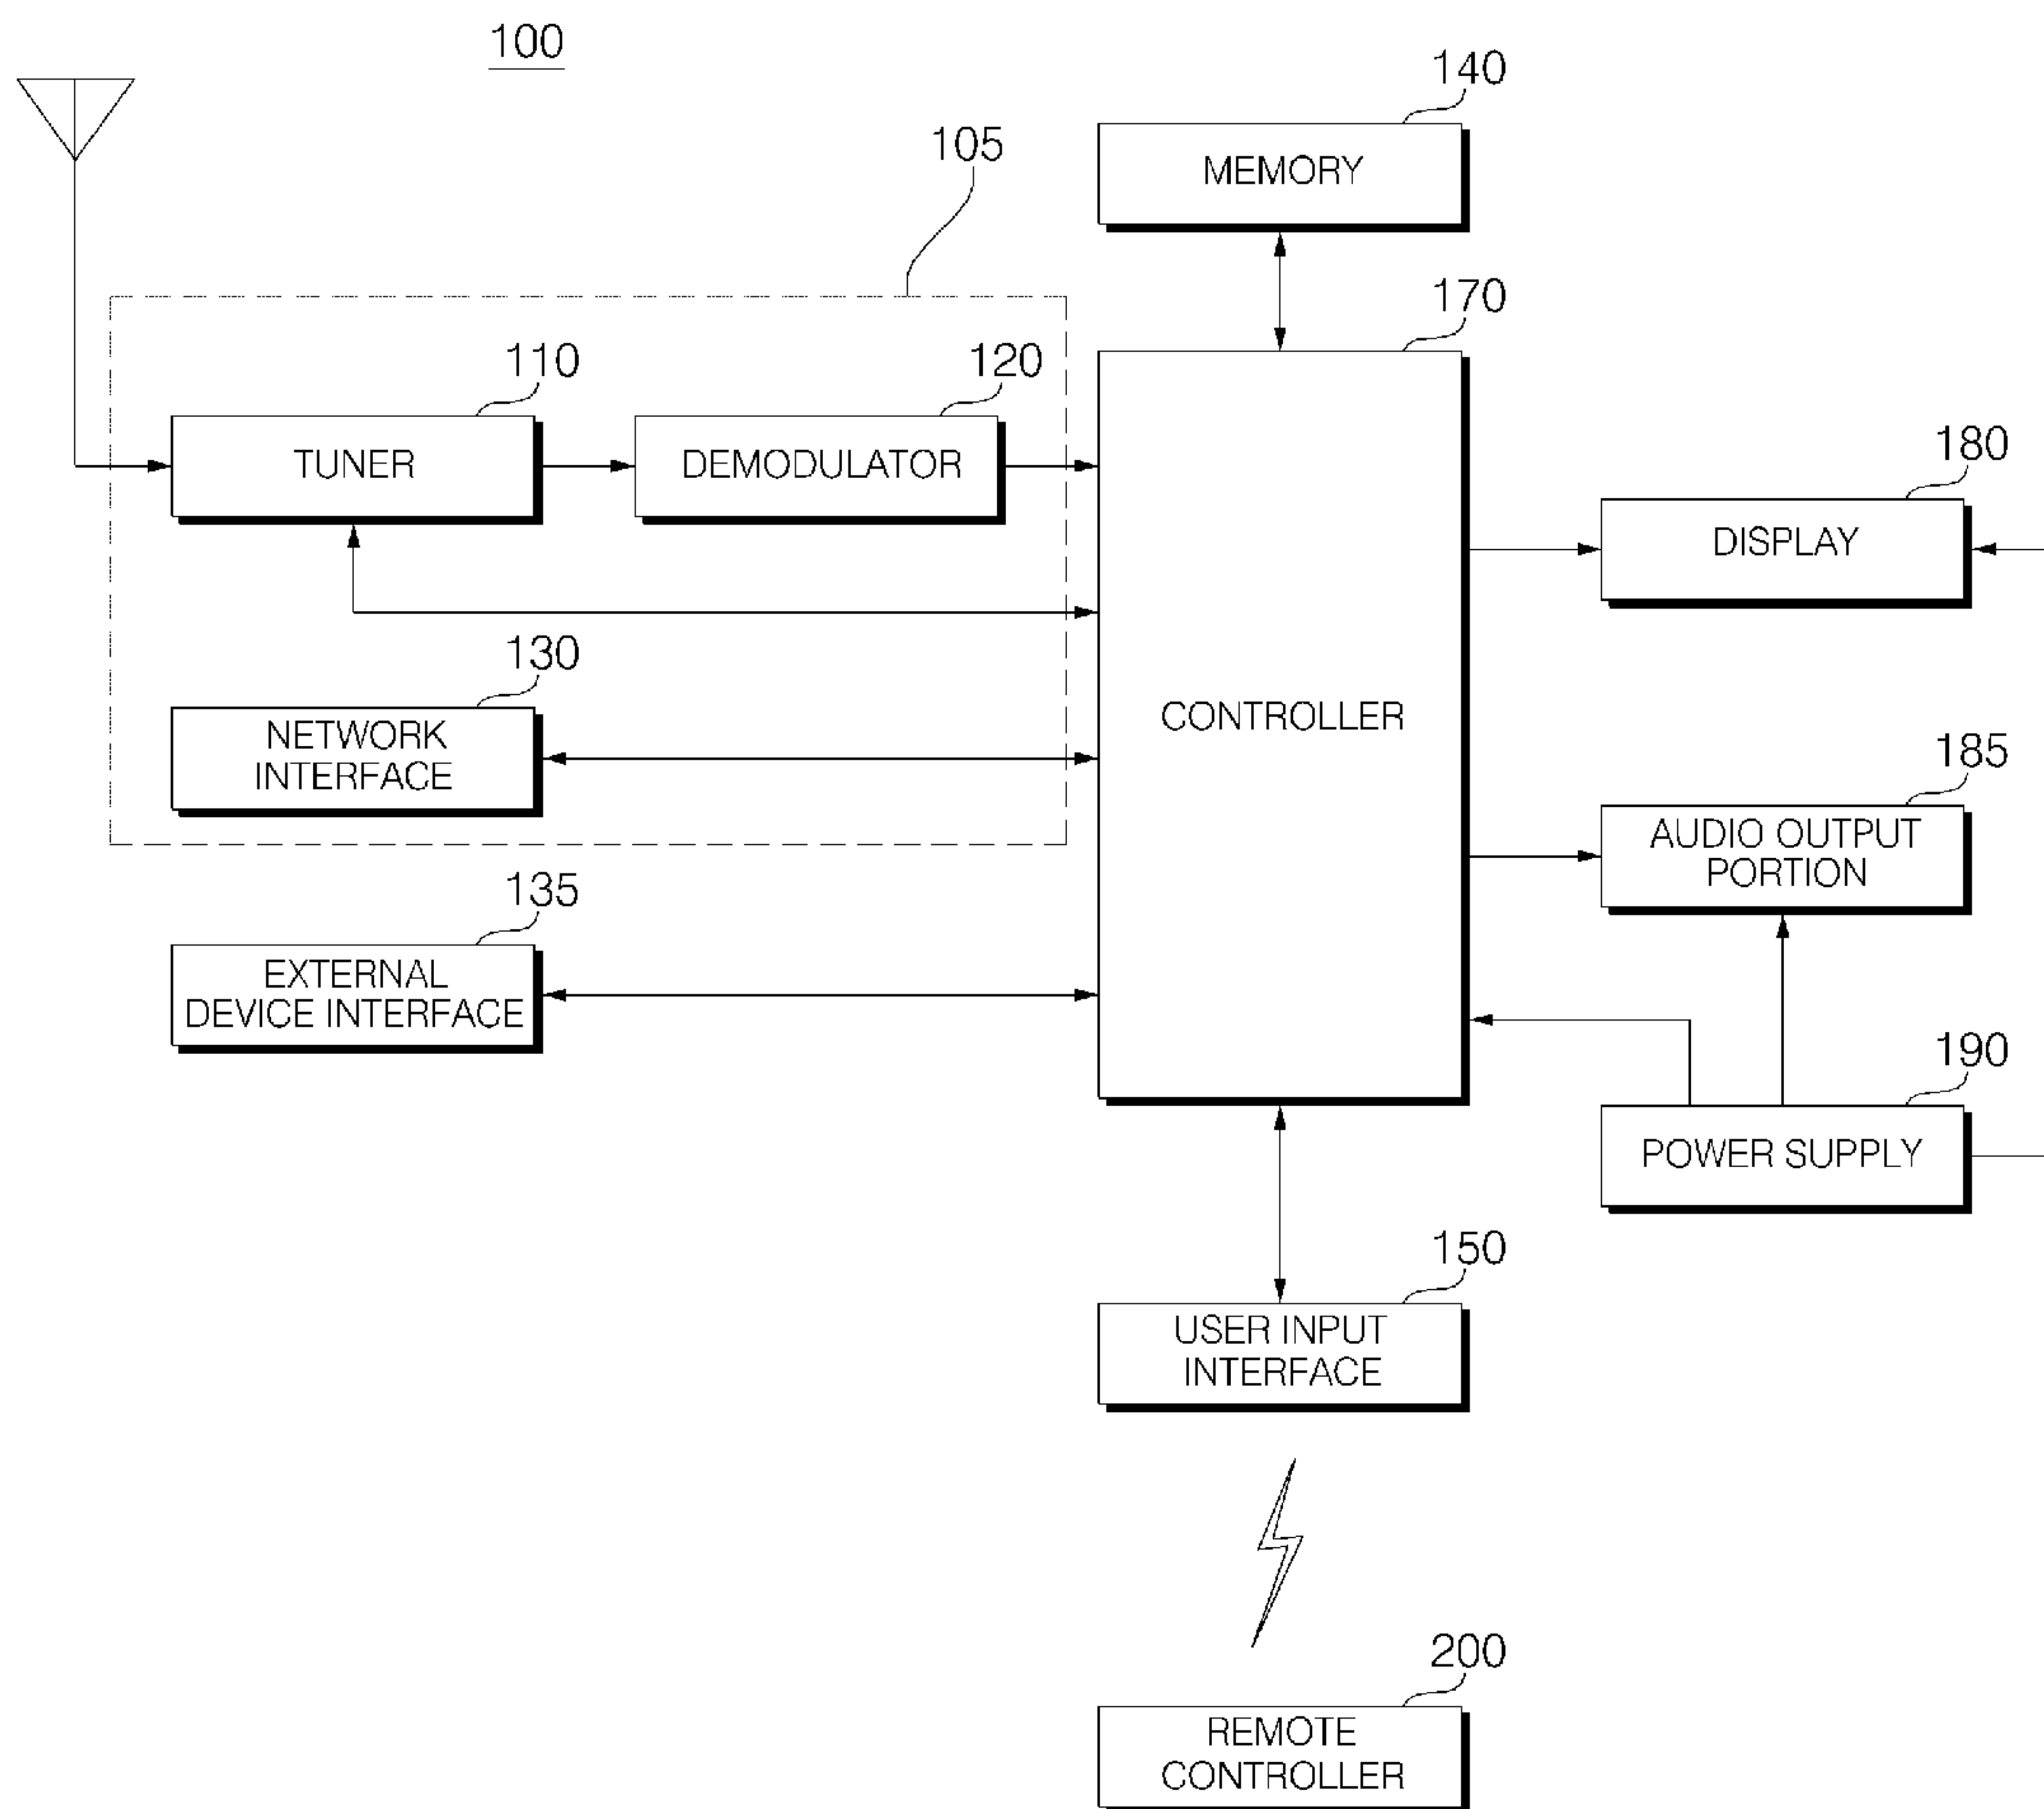 100
140
MEMORY
105
170
110
120
TUNER
DEMODULATOR
180
DISPLAY
130
NETWORK
INTERFACE
CONTROLLER
185
AUDIO OUTPUT
PORTION
135
EXTERNAL
DEVICE INTERFACE
190
POWER SUPPLY
150
USER INPUT
INTERFACE
200
REMOTE
CONTROLLER